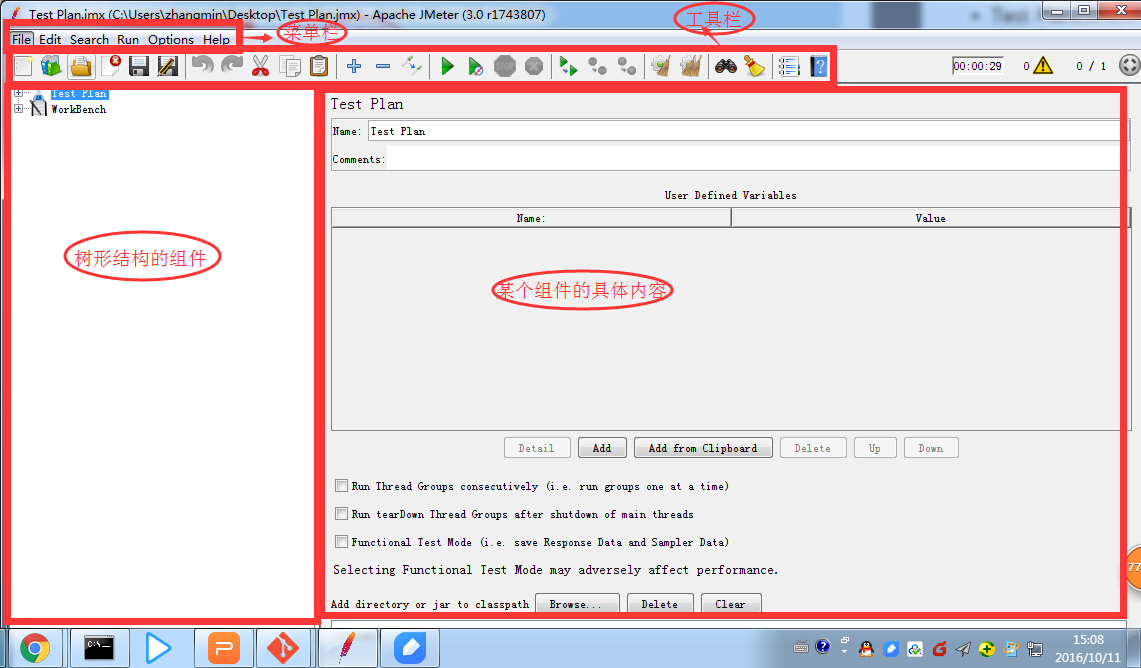 Test Plan.jmx (C:\Users\zhangmin\Desktop\Test Plan.jmx) - Apache JMeter (3.0 r1743807)
File Edit Search Run Options Help
菜单栏
工具栏
STOP
00:00:29 0 0 / 1
Test Plan
WorkBench
树形结构的组件
Test Plan
Name: Test Plan
Comments:
User Defined Variables
Name: Value
某个组件的具体内容
Detail Add Add from Clipboard Delete Up Down
Run Thread Groups consecutively (i.e. run groups one at a time)
Run tearDown Thread Groups after shutdown of main threads
Functional Test Mode (i.e. save Response Data and Sampler Data)
Selecting Functional Test Mode may adversely affect performance.
Add directory or jar to classpath Browse... Delete Clear
77
C:\_
15:08
2016/10/11